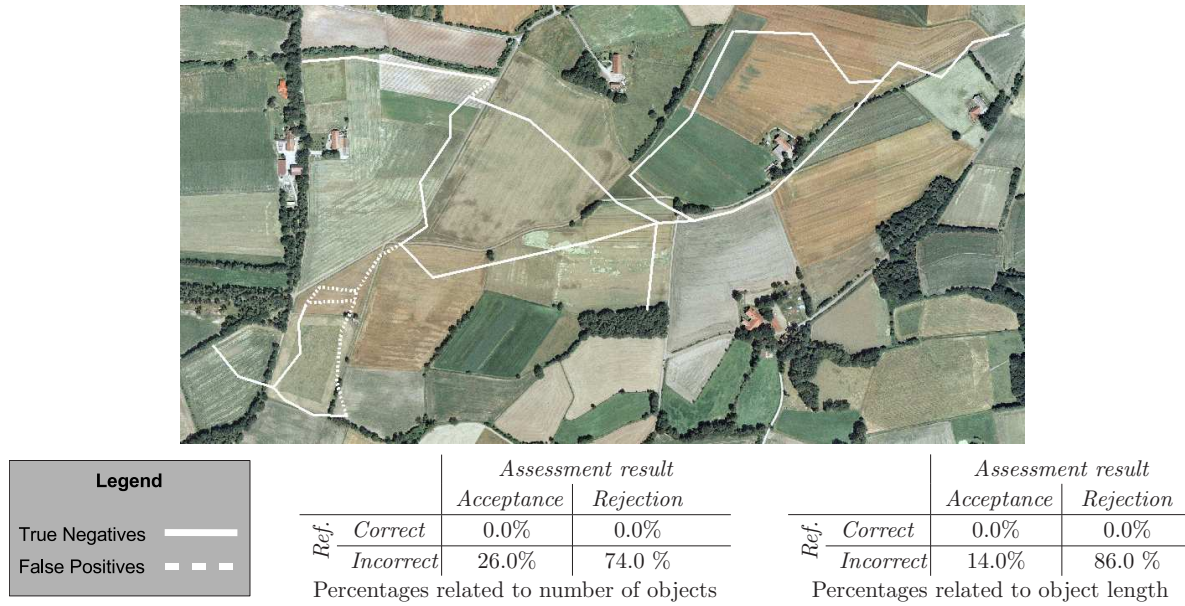 Legend
True Negatives
False Positives
Assessment result
Acceptance Rejection
Ref. Correct 0.0% 0.0%
Incorrect 26.0% 74.0 %
Percentages related to number of objects
Assessment result
Acceptance Rejection
Ref. Correct 0.0% 0.0%
Incorrect 14.0% 86.0 %
Percentages related to object length